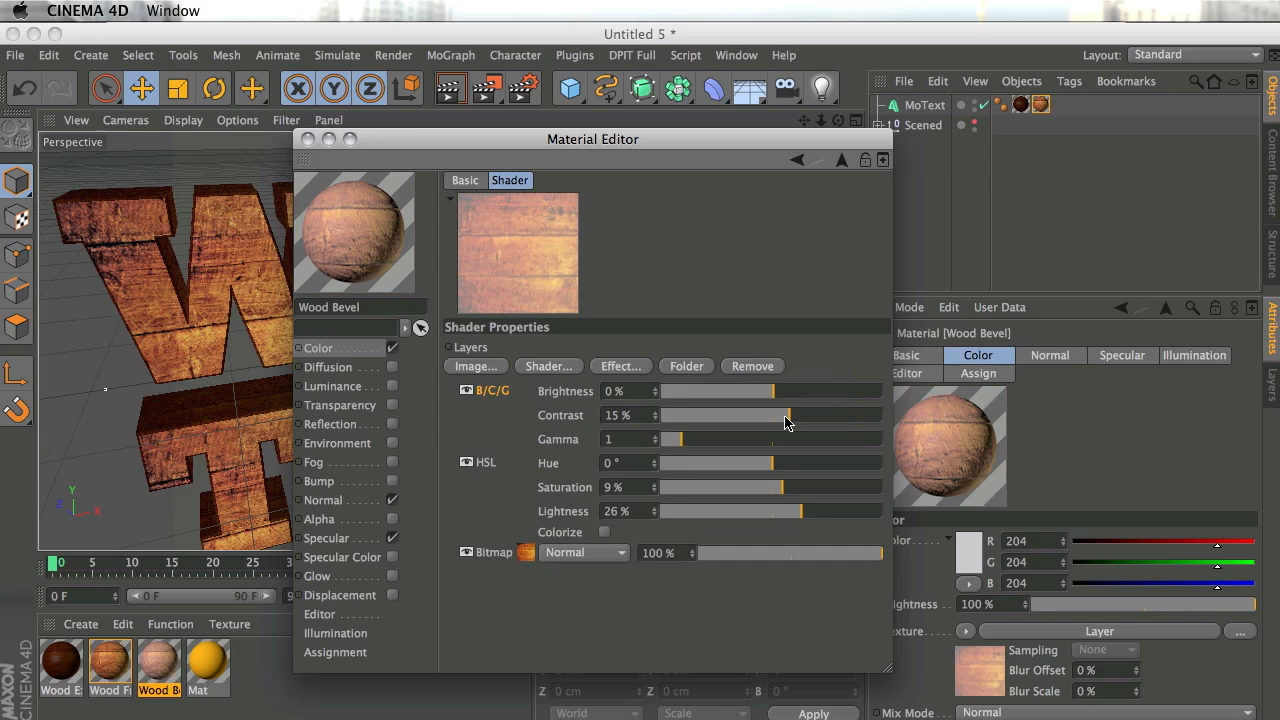 CINEMA 4D Window
Untitled 5 *
File Edit Create Select Tools Mesh Animate Simulate Render MoGraph Character Plugins DPIT Full Script Window Help
Layout: Standard
X Y Z
File Edit View Objects Tags Bookmarks
MoText
Scened
Objects
Content Browser
Structure
Attributes
Layers
View Cameras Display Options Filter Panel
Perspective
Y
Z X
Material Editor
Basic Shader
Wood Bevel
Color
Diffusion
Luminance
Transparency
Reflection
Environment
Fog
Bump
Normal
Alpha
Specular
Specular Color
Glow
Displacement
Editor
Illumination
Assignment
Shader Properties
Layers
Image... Shader... Effect... Folder Remove
B/C/G Brightness 0 %
Contrast 15 %
Gamma 1
HSL Hue 0 °
Saturation 9 %
Lightness 26 %
Colorize
Bitmap Normal 100 %
Mode Edit User Data
Material [Wood Bevel]
Basic Color Normal Specular Illumination
Editor Assign
R 204
G 204
B 204
100 %
Layer ...
Sampling None
Blur Offset 0 %
Blur Scale 0 %
Mix Mode Normal
0 10 20
0 F 0 F 90 F
Create Edit Function Texture
Wood E Wood F Wood B Mat
Z 0 cm Z 0 cm B 0 °
World Scale Apply
MAXON
CINEMA 4D